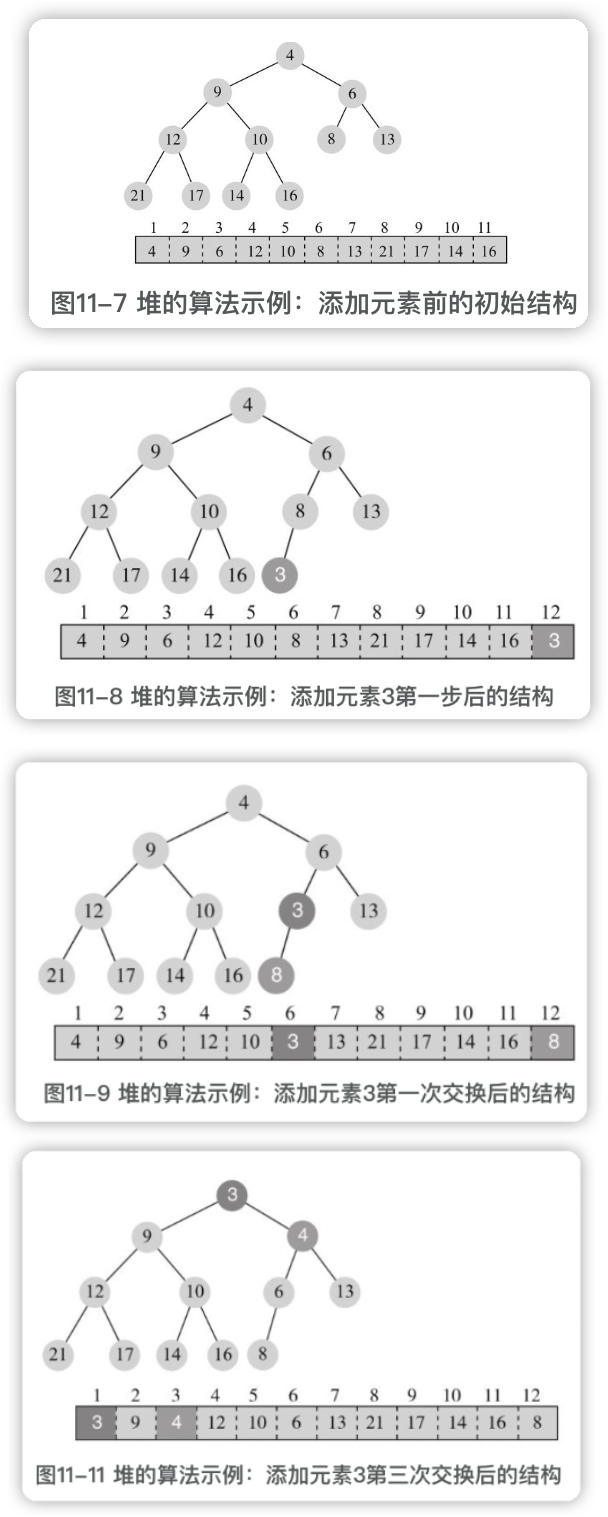 4
9 6
12 10 8 13
21 17 14 16
1 2 3 4 5 6 7 8 9 10 11
4 9 6 12 10 8 13 21 17 14 16
图11-7 堆的算法示例：添加元素前的初始结构
4
9 6
12 10 8 13
21 17 14 16 3
1 2 3 4 5 6 7 8 9 10 11 12
4 9 6 12 10 8 13 21 17 14 16 3
图11-8 堆的算法示例：添加元素3第一步后的结构
4
9 6
12 10 3 13
21 17 14 16 8
1 2 3 4 5 6 7 8 9 10 11 12
4 9 6 12 10 3 13 21 17 14 16 8
图11-9 堆的算法示例：添加元素3第一次交换后的结构
3
9 4
12 10 6 13
21 17 14 16 8
1 2 3 4 5 6 7 8 9 10 11 12
3 9 4 12 10 6 13 21 17 14 16 8
图11-11 堆的算法示例：添加元素3第三次交换后的结构